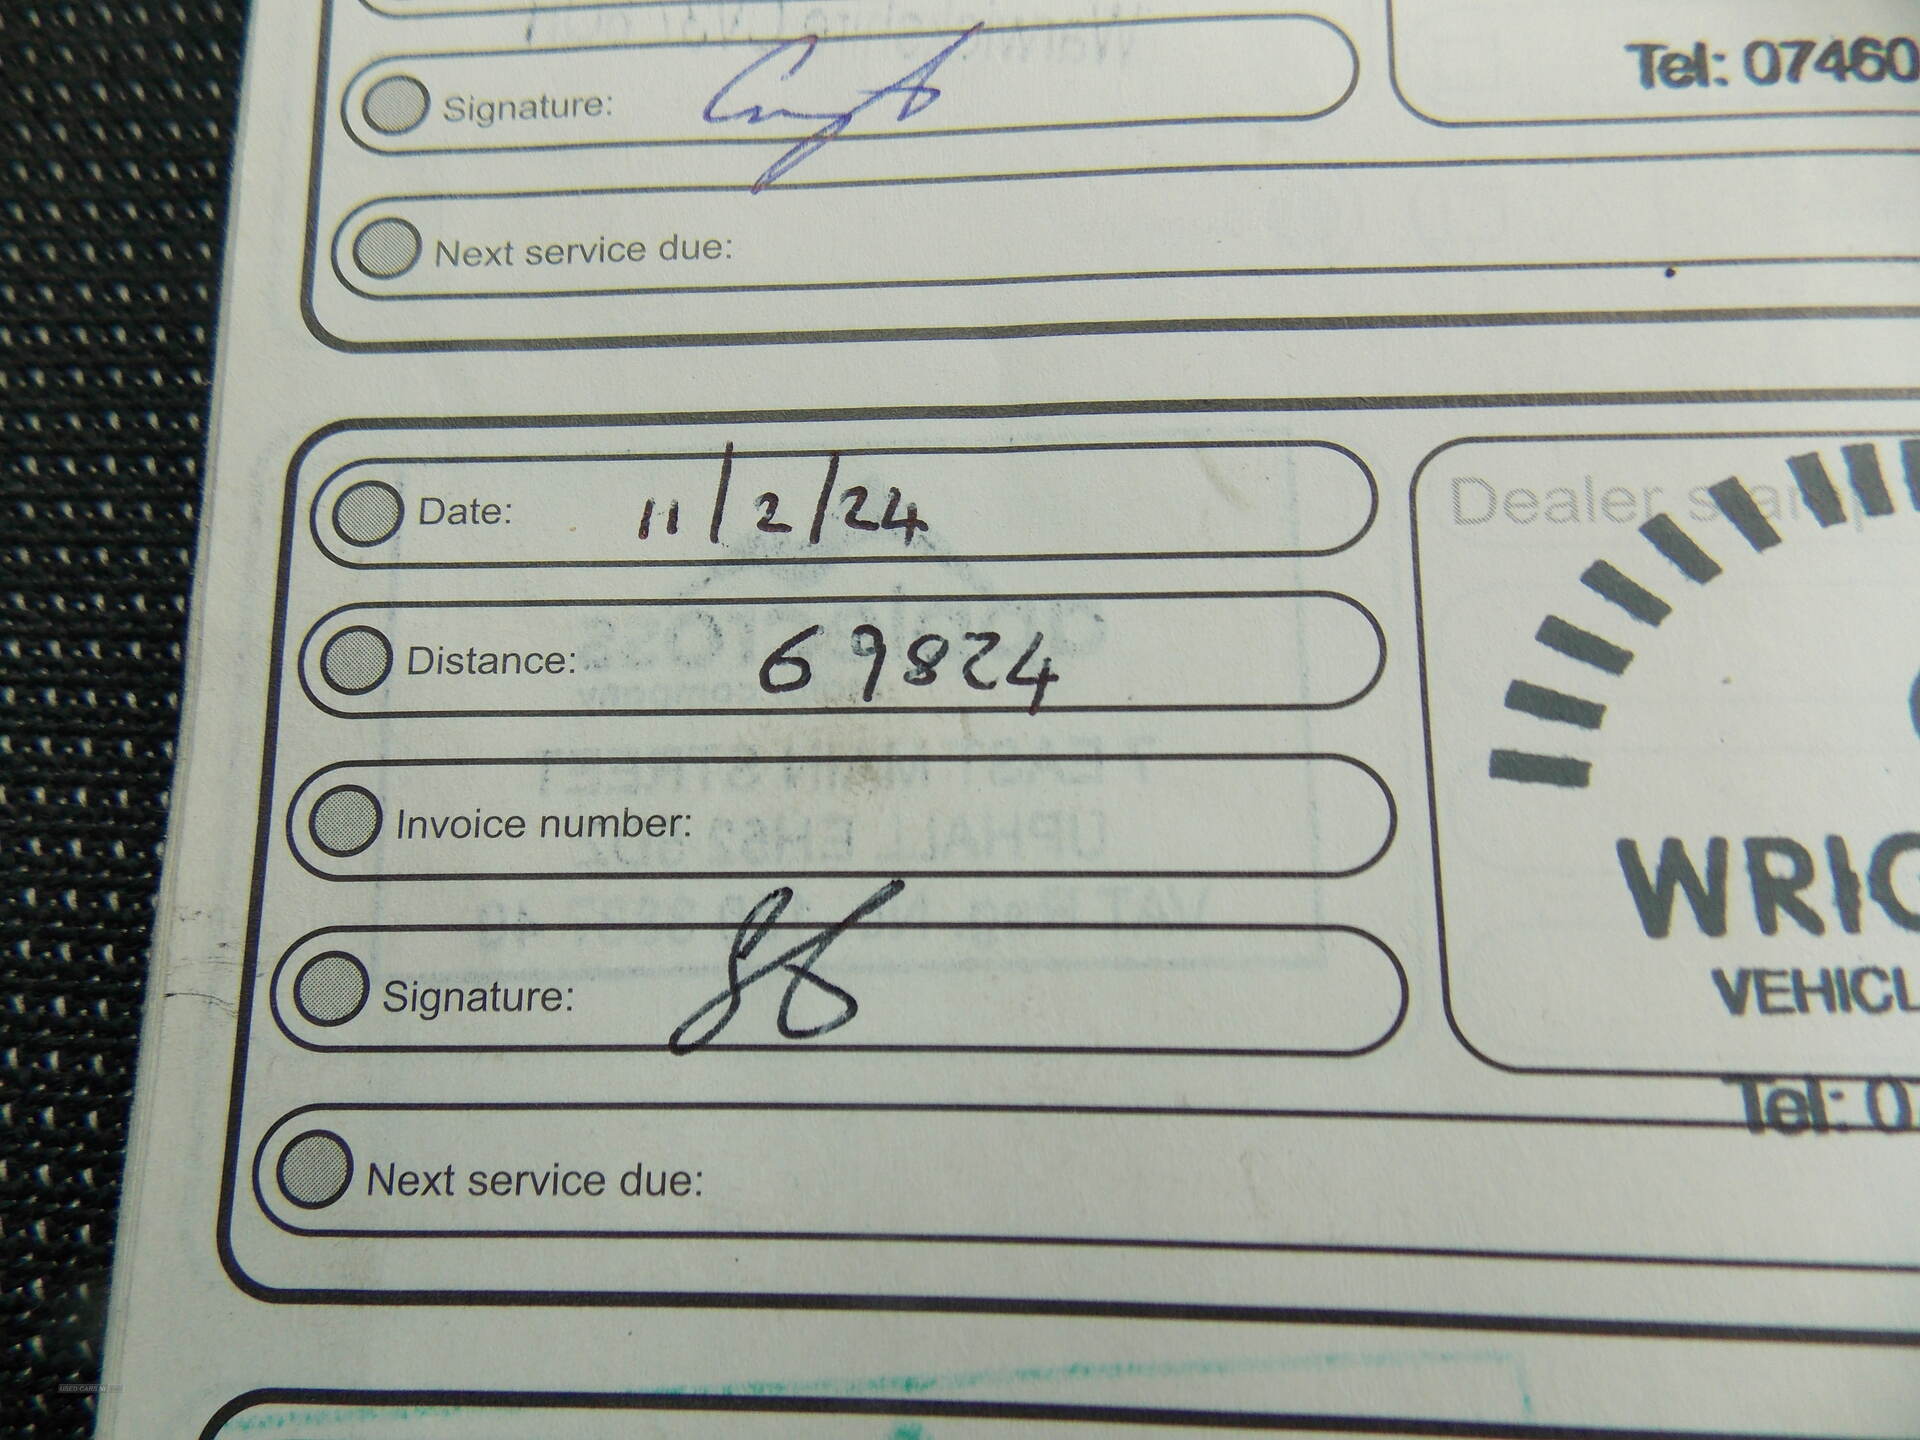 Tel: 07460
Signature:
Next service due:
Date: 11/2/24
Dealer stamp
Distance: 69824
Invoice number:
WRIG
VEHICL
Signature:
Tel: 0
Next service due: